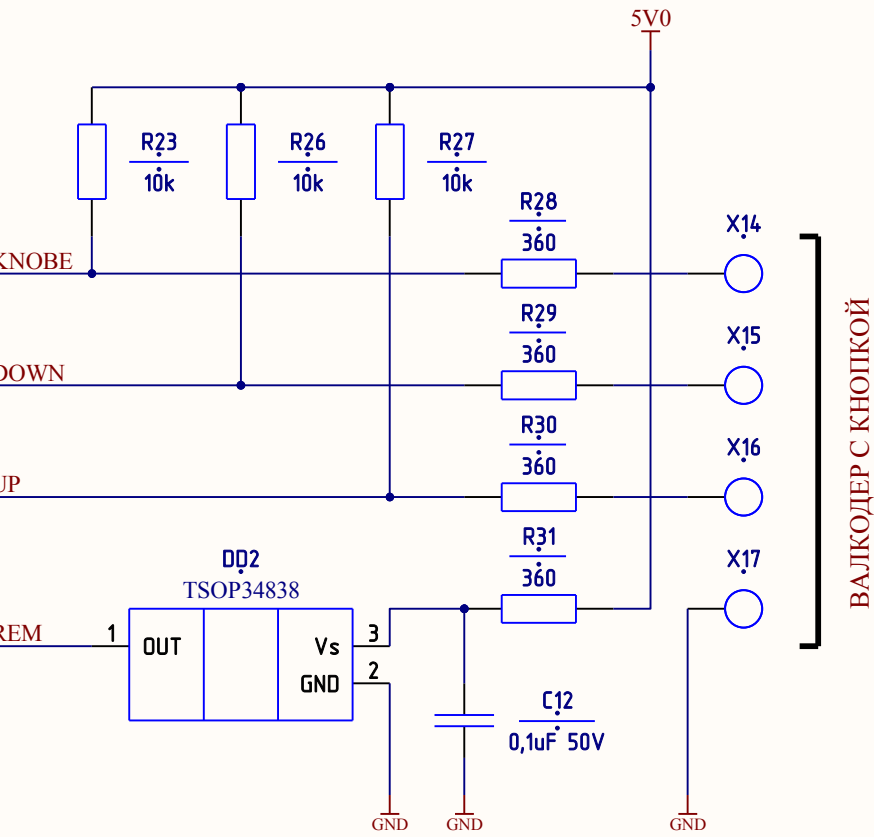 5V0
R23
10k
R26
10k
R27
10k
R28
360
X14
KNOBE
R29
360
X15
DOWN
R30
360
X16
UP
R31
360
X17
DD2
TSOP34838
REM
1
OUT
Vs
3
GND
2
C12
0,1uF 50V
GND
GND
GND
ВАЛКОДЕР С КНОПКОЙ